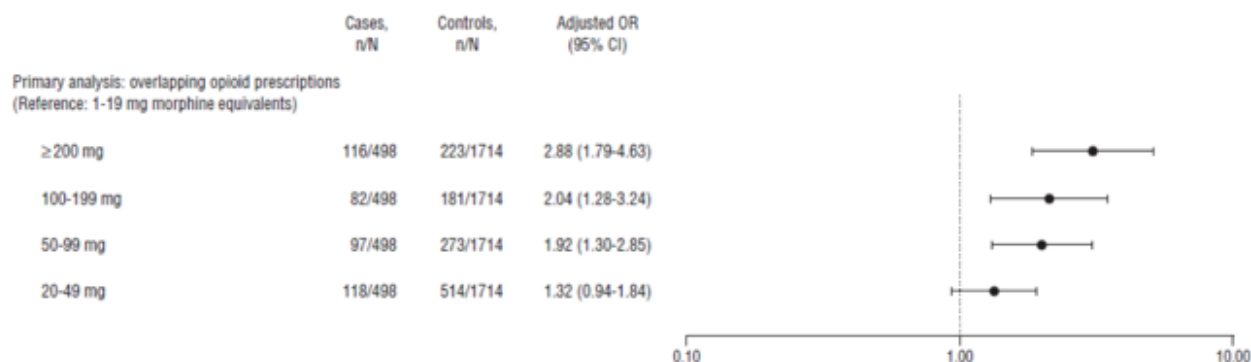 Cases, Controls, Adjusted OR
n/N n/N (95% CI)
Primary analysis: overlapping opioid prescriptions
(Reference: 1-19 mg morphine equivalents)
≥200 mg 116/498 223/1714 2.88 (1.79-4.63)
100-199 mg 82/498 181/1714 2.04 (1.28-3.24)
50-99 mg 97/498 273/1714 1.92 (1.30-2.85)
20-49 mg 118/498 514/1714 1.32 (0.94-1.84)
0.10 1.00 10.00